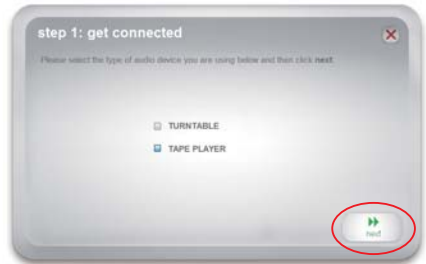 step 1: get connected
Please select the type of audio device you are using below and then click next.
TURNTABLE
TAPE PLAYER
next